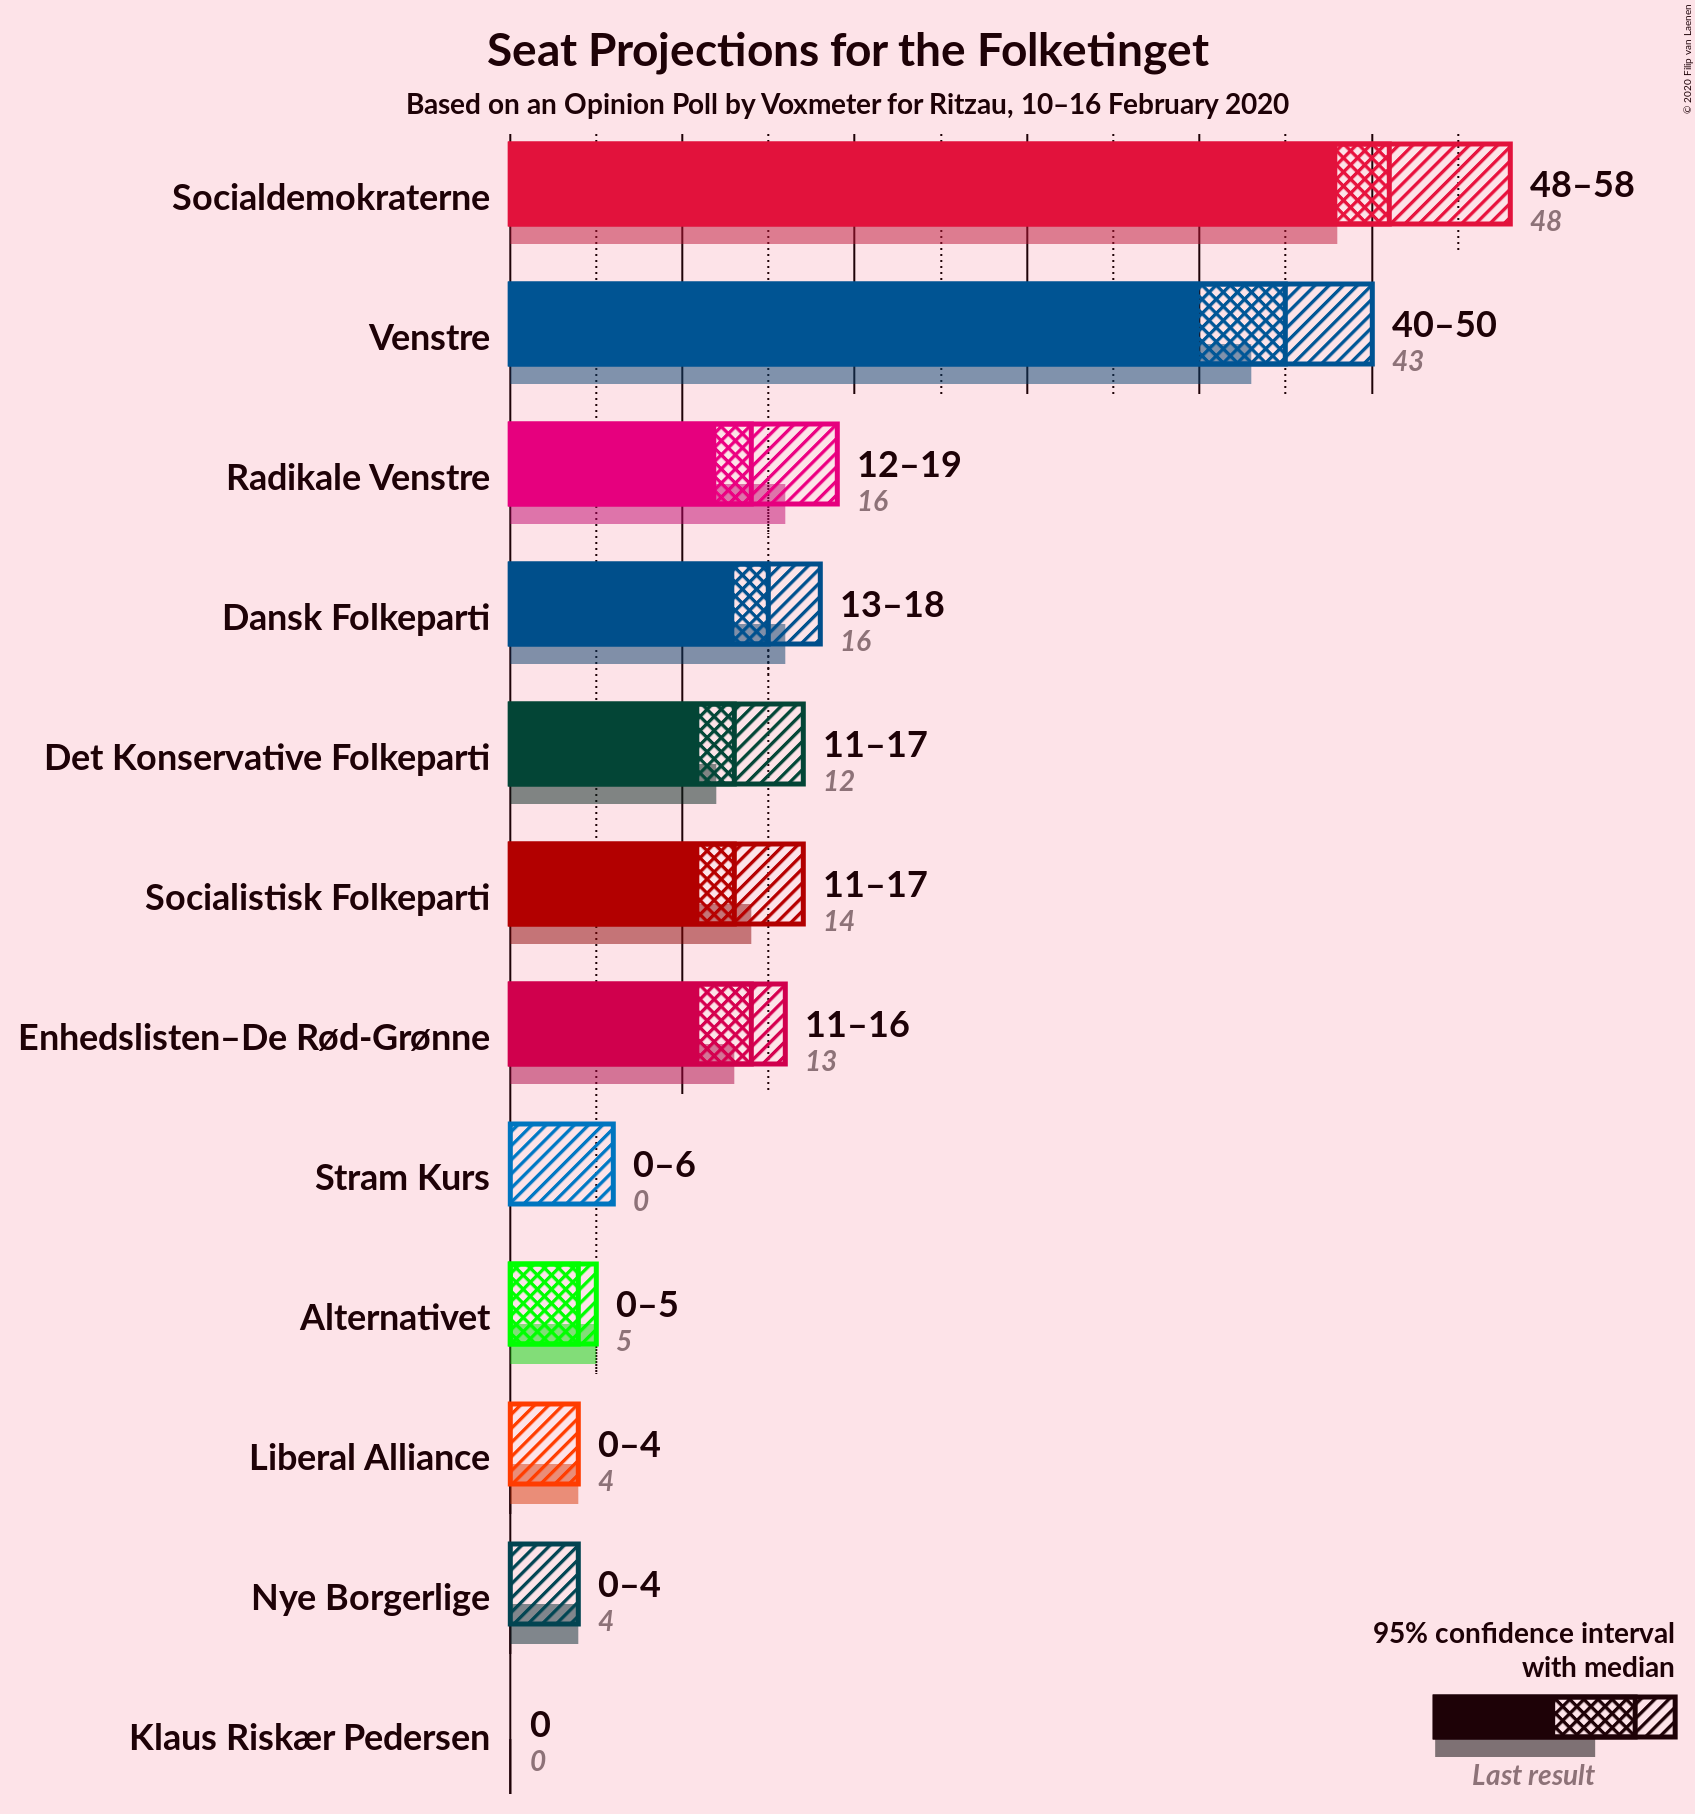 Seat Projections for the Folketinget
Based on an Opinion Poll by Voxmeter for Ritzau, 10–16 February 2020
© 2020 Filip van Laenen
Socialdemokraterne
48–58
48
Venstre
40–50
43
Radikale Venstre
12–19
16
Dansk Folkeparti
13–18
16
Det Konservative Folkeparti
11–17
12
Socialistisk Folkeparti
11–17
14
Enhedslisten–De Rød-Grønne
11–16
13
Stram Kurs
0–6
0
Alternativet
0–5
5
Liberal Alliance
0–4
4
Nye Borgerlige
0–4
4
Klaus Riskær Pedersen
0
0
95% confidence interval
with median
Last result